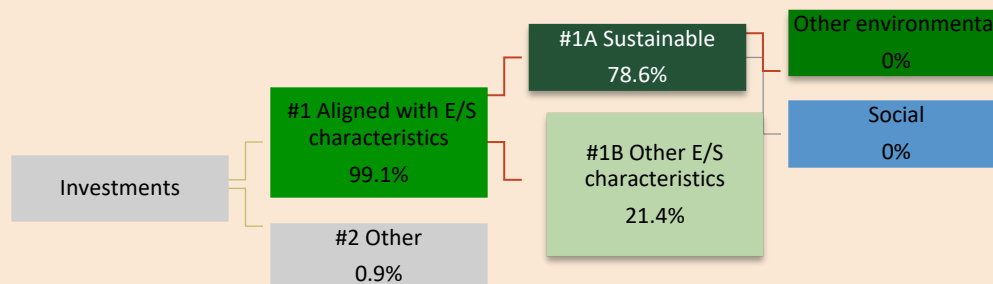 Investments
#1 Aligned with E/S
characteristics
99.1%
#2 Other
0.9%
#1A Sustainable
78.6%
#1B Other E/S
characteristics
21.4%
Other environmenta
0%
Social
0%